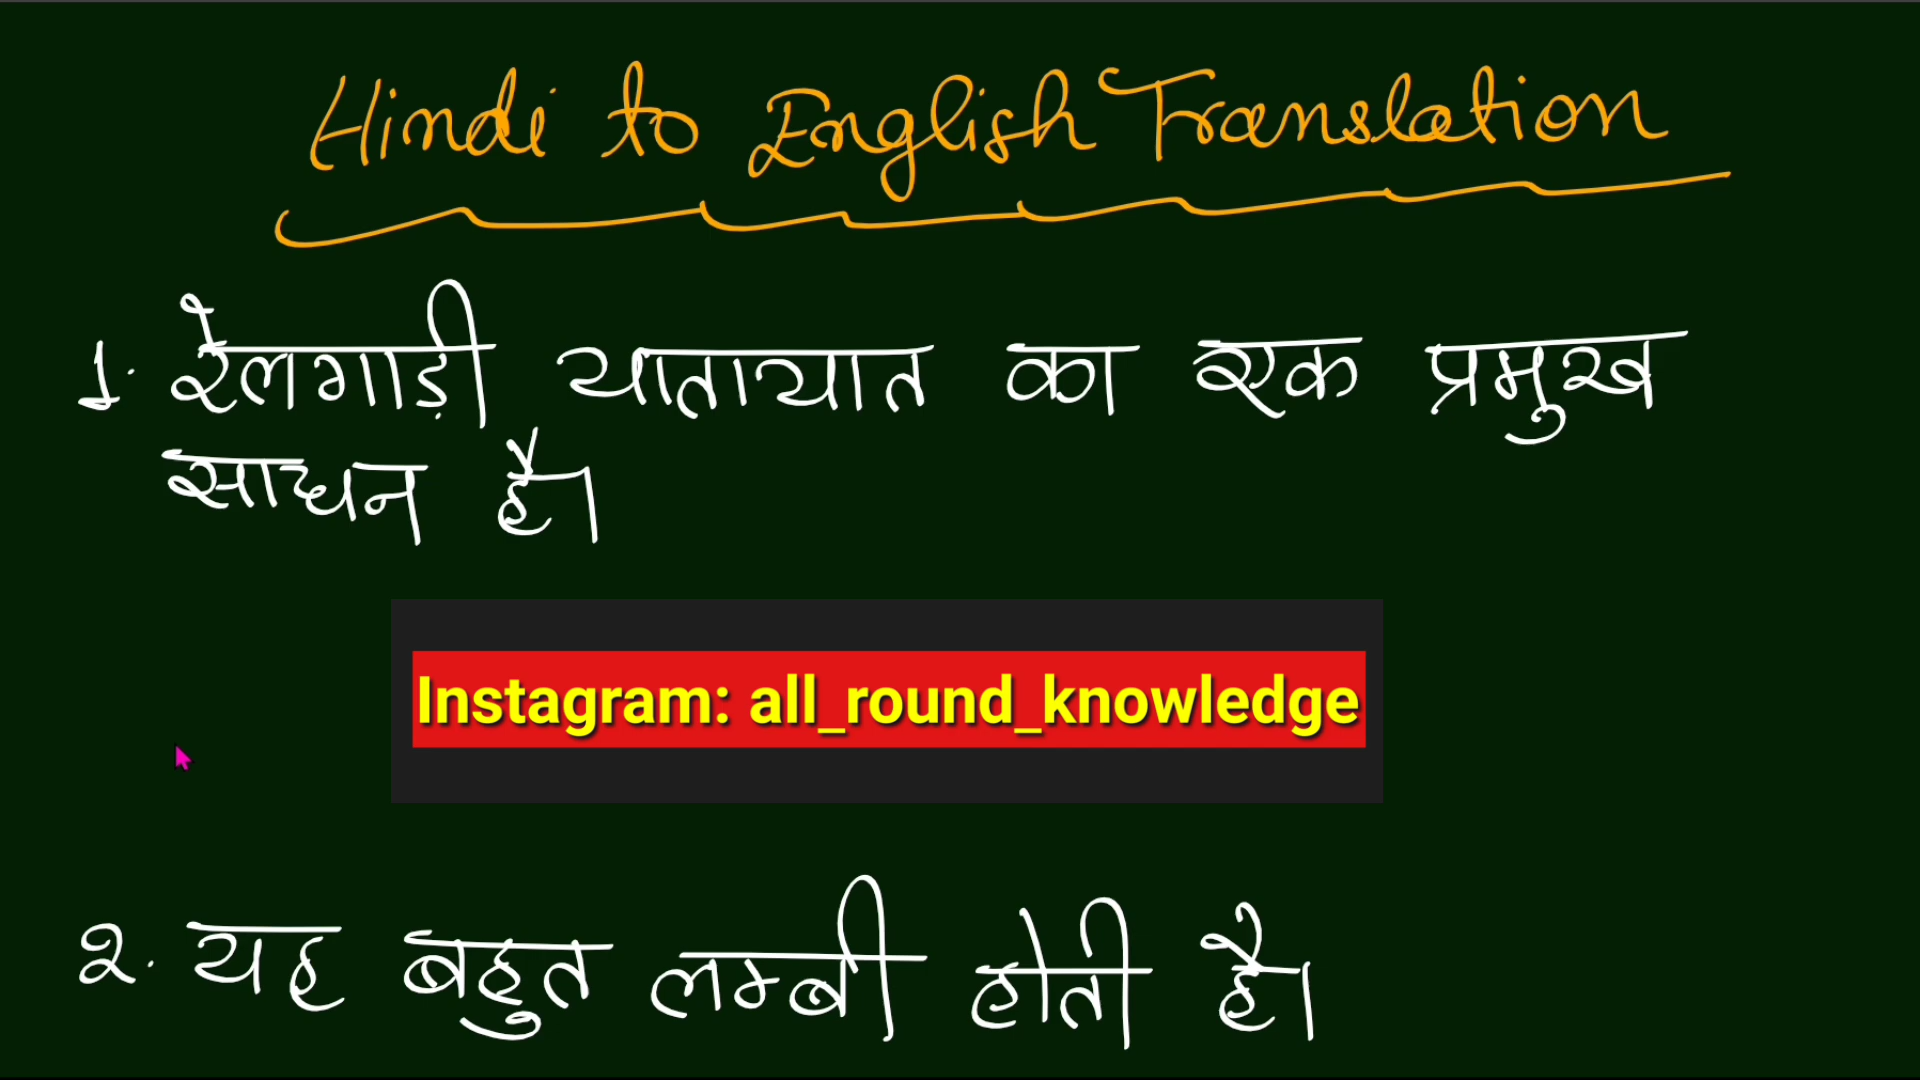 Hindi to English Translation
1. रेलगाड़ी यातायात का एक प्रमुख
साधन है।
Instagram: all_round_knowledge
2. यह बहुत लम्बी होती है।